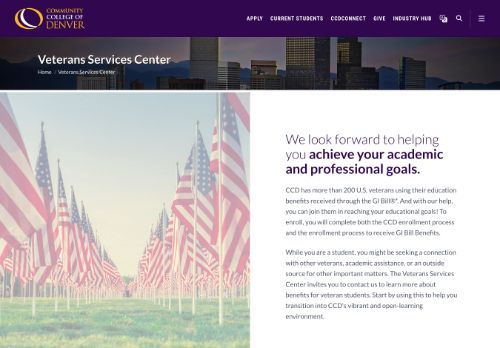 COMMUNITY
COLLEGE OF
DENVER
APPLY CURRENT STUDENTS CCDCONNECT GIVE INDUSTRY HUB
Veterans Services Center
Home / Veterans Services Center
We look forward to helping
you achieve your academic
and professional goals.
CCD has more than 200 U.S. veterans using their education
benefits received through the GI Bill®*. And with our help,
you can join them in reaching your educational goals! To
enroll, you will complete both the CCD enrollment process
and the enrollment process to receive GI Bill Benefits.
While you are a student, you might be seeking a connection
with other veterans, academic assistance, or an outside
source for other important matters. The Veterans Services
Center invites you to contact us to learn more about
benefits for veteran students. Start by using this to help you
transition into CCD's vibrant and open-learning
environment.